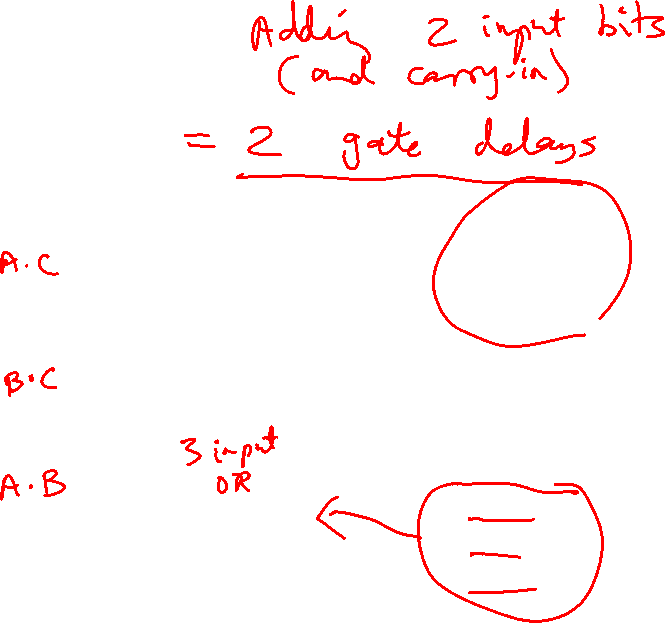 Adding 2 input bits
(and carry-in)
= 2 gate delays
A.C
B.C
A.B
3 input
OR